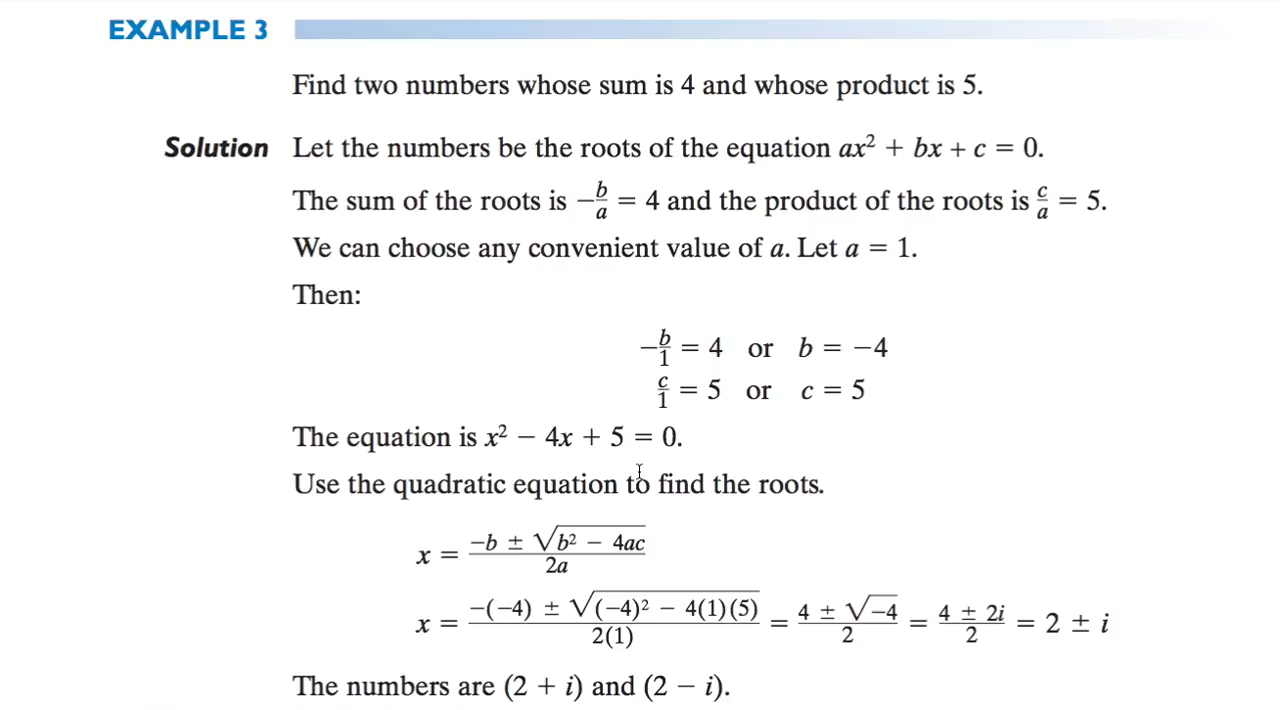 EXAMPLE 3
Find two numbers whose sum is 4 and whose product is 5.
Solution Let the numbers be the roots of the equation ax² + bx + c = 0.
The sum of the roots is −b/a = 4 and the product of the roots is c/a = 5.
We can choose any convenient value of a. Let a = 1.
Then:
−b/1 = 4 or b = −4
c/1 = 5 or c = 5
The equation is x² − 4x + 5 = 0.
Use the quadratic equation to find the roots.
x = (−b ± √(b² − 4ac))/2a
x = (−(−4) ± √((−4)² − 4(1)(5)))/2(1) = (4 ± √−4)/2 = (4 ± 2i)/2 = 2 ± i
The numbers are (2 + i) and (2 − i).